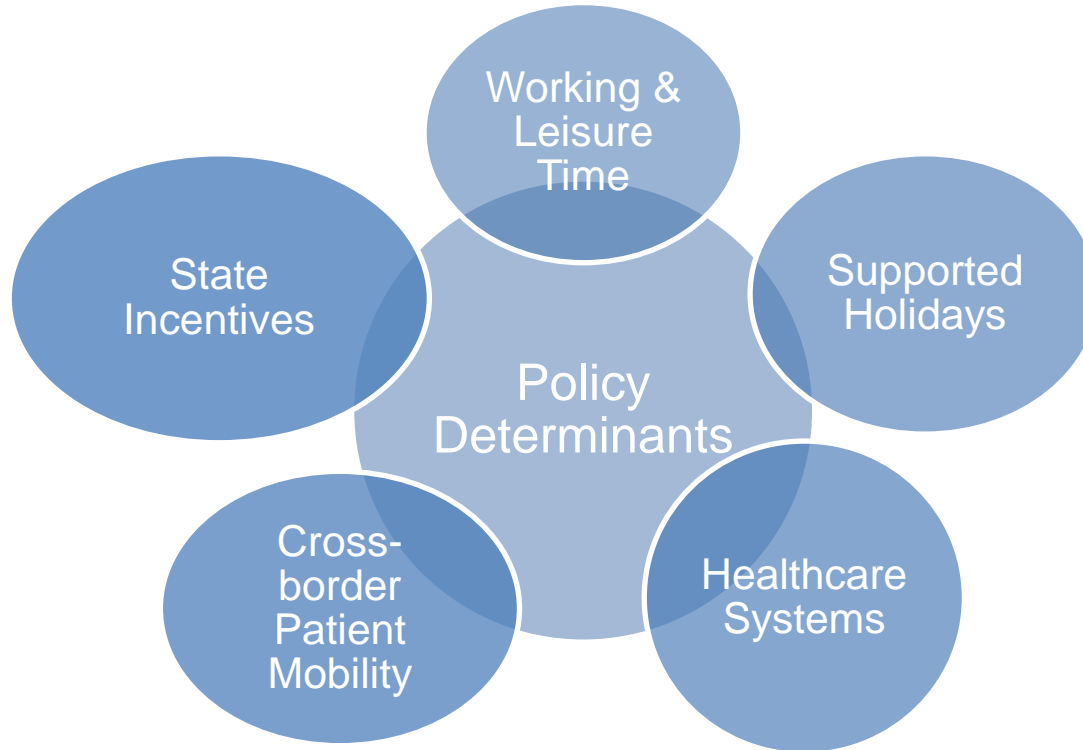 Working &
Leisure
Time
State
Incentives
Supported
Holidays
Policy
Determinants
Cross-
border
Patient
Mobility
Healthcare
Systems